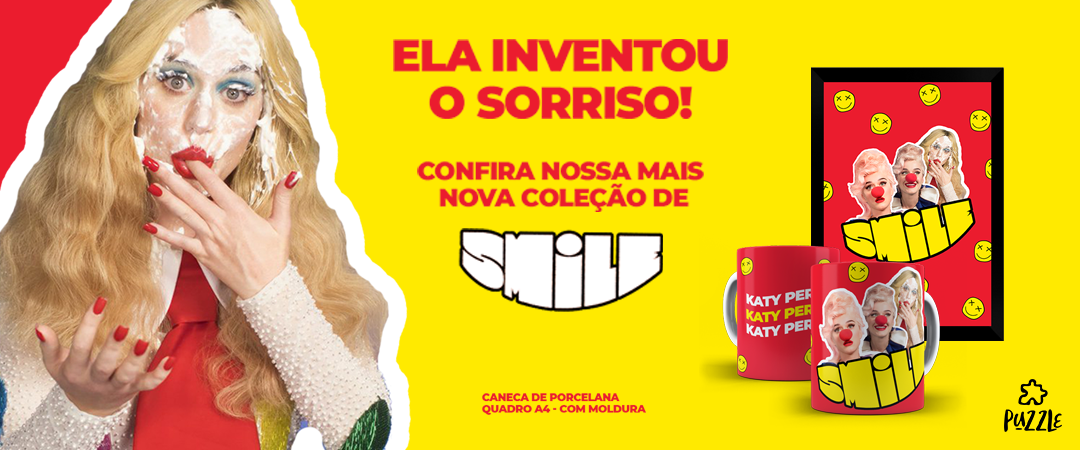 ELA INVENTOU
O SORRISO!
CONFIRA NOSSA MAIS
NOVA COLEÇÃO DE
SMiLE
SMiLE
KATY PER
KATY PER
KATY PER
SMiLE
CANECA DE PORCELANA
QUADRO A4 - COM MOLDURA
PUZZLE